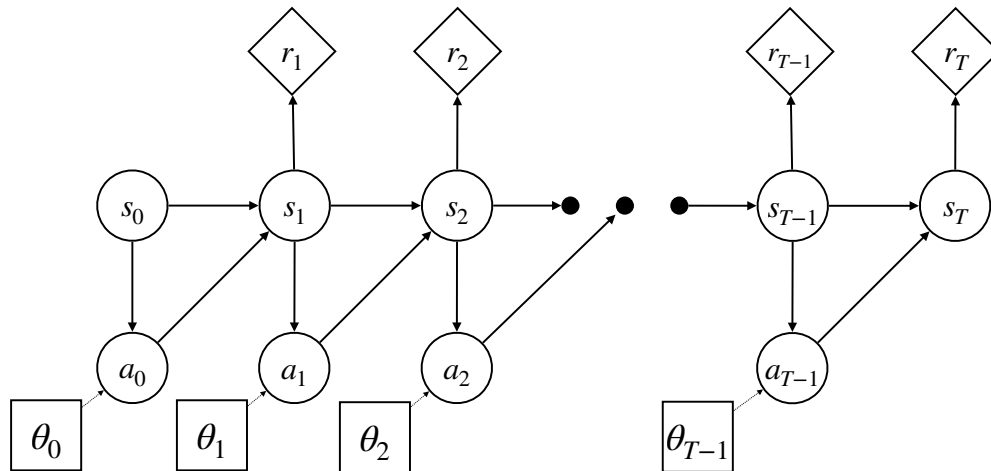 r₁ r₂ r_{T−1} r_T
s₀ s₁ s₂ s_{T−1} s_T
a₀ a₁ a₂ a_{T−1}
θ₀ θ₁ θ₂ θ_{T−1}